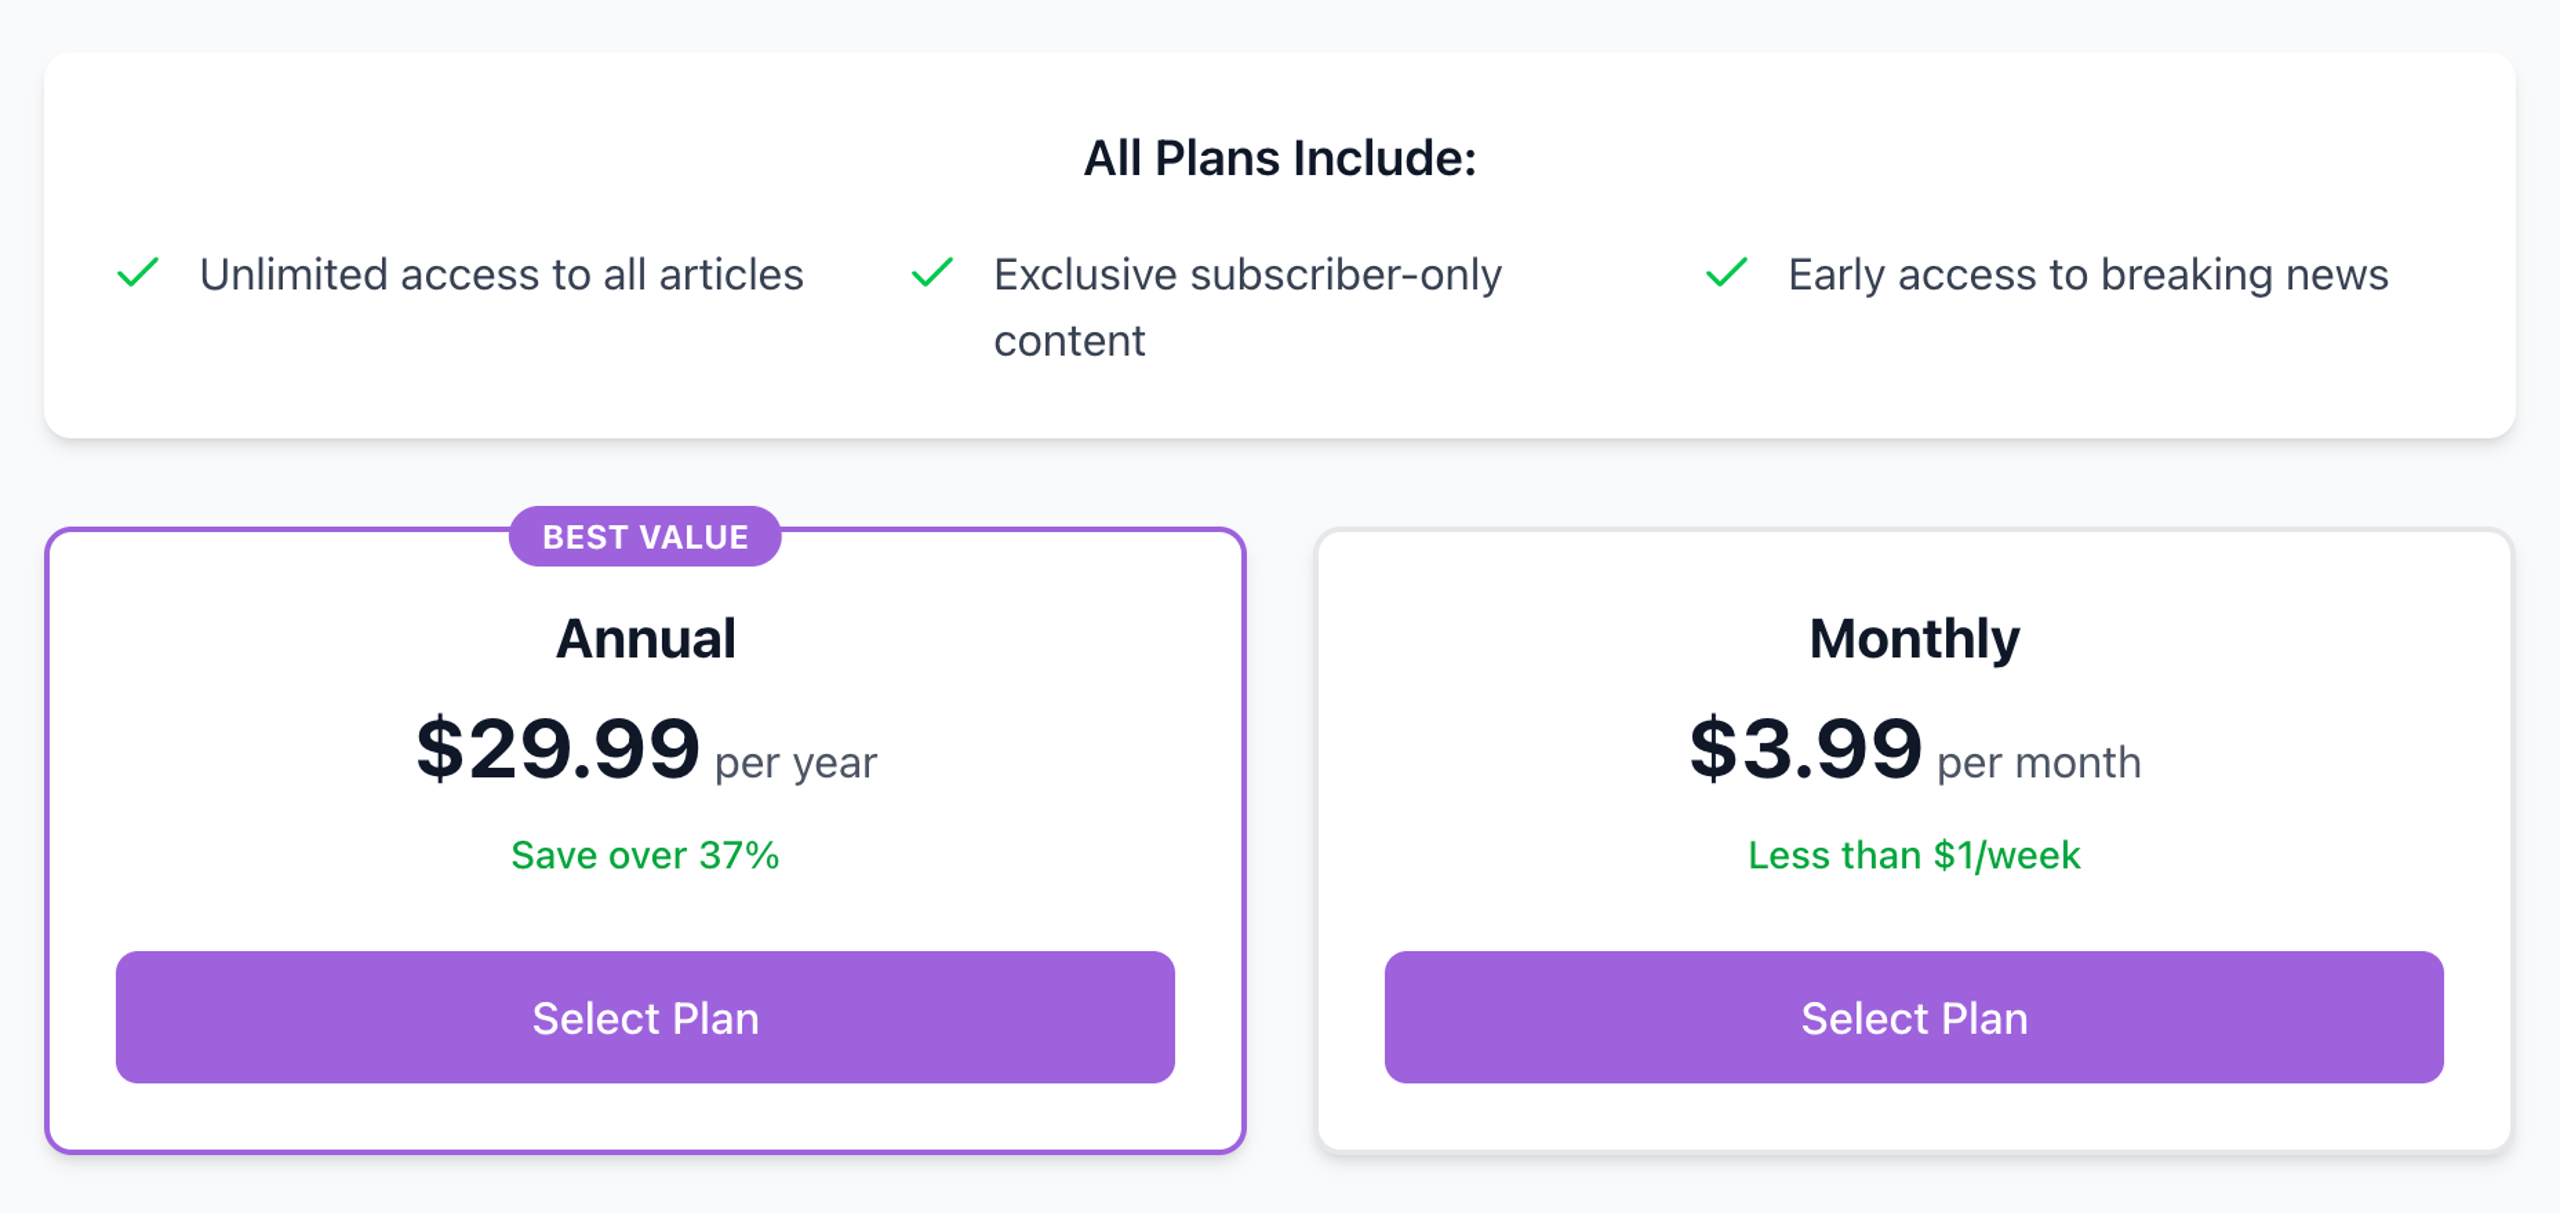 All Plans Include:
Unlimited access to all articles
Exclusive subscriber-only
content
Early access to breaking news
BEST VALUE
Annual
$29.99 per year
Save over 37%
Select Plan
Monthly
$3.99 per month
Less than $1/week
Select Plan